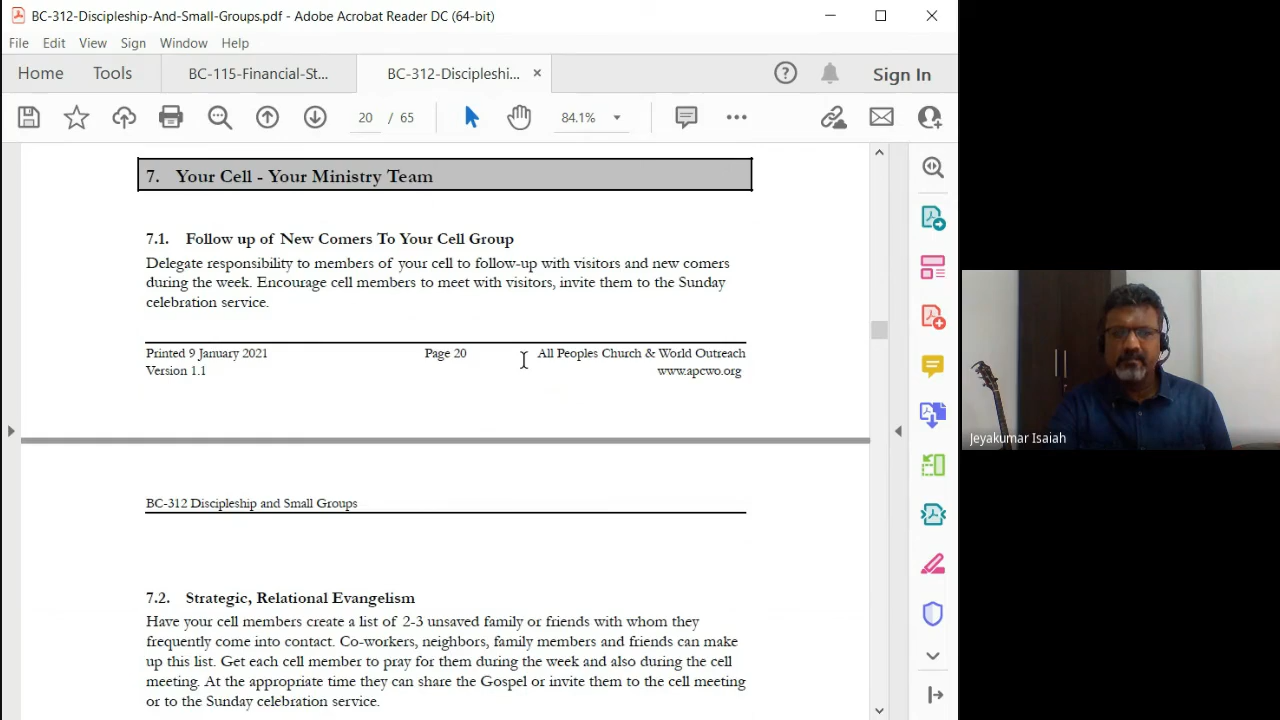 BC-312-Discipleship-And-Small-Groups.pdf - Adobe Acrobat Reader DC (64-bit)
File Edit View Sign Window Help
Home Tools BC-115-Financial-St... BC-312-Discipleshi... × Sign In
20 / 65 84.1%
7. Your Cell - Your Ministry Team
7.1. Follow up of New Comers To Your Cell Group
Delegate responsibility to members of your cell to follow-up with visitors and new comers
during the week. Encourage cell members to meet with visitors, invite them to the Sunday
celebration service.
Printed 9 January 2021 Page 20 All Peoples Church & World Outreach
Version 1.1 www.apcwo.org
BC-312 Discipleship and Small Groups
7.2. Strategic, Relational Evangelism
Have your cell members create a list of 2-3 unsaved family or friends with whom they
frequently come into contact. Co-workers, neighbors, family members and friends can make
up this list. Get each cell member to pray for them during the week and also during the cell
meeting. At the appropriate time they can share the Gospel or invite them to the cell meeting
or to the Sunday celebration service.
Jeyakumar Isaiah